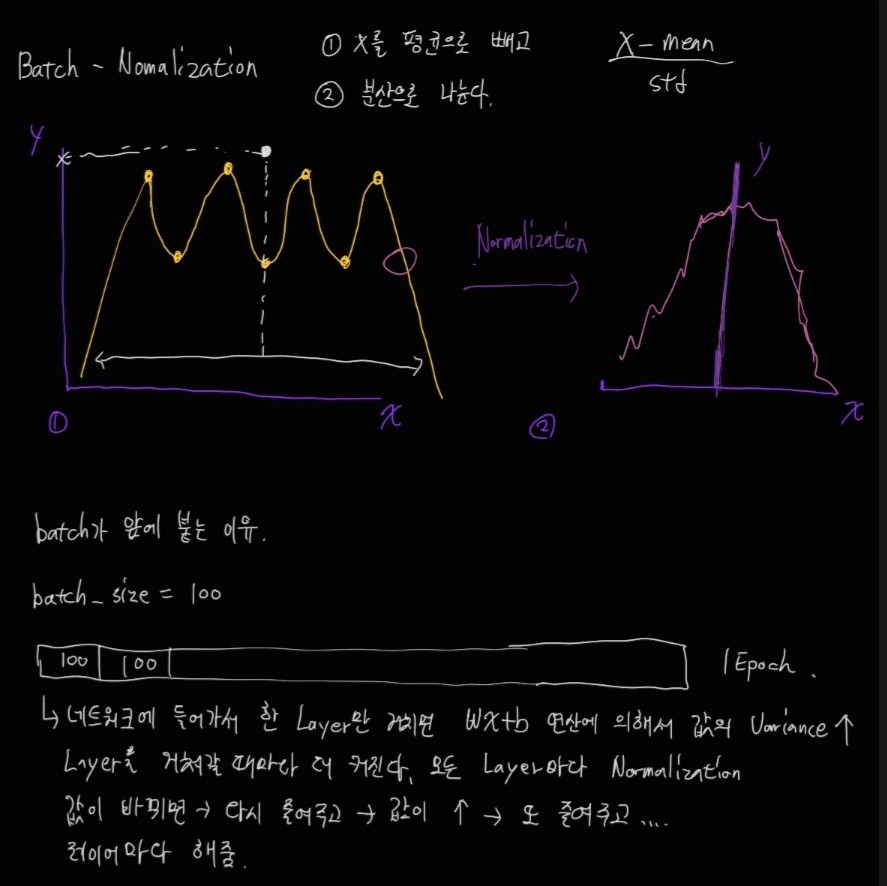 Batch - Nomalization
① X를 평균으로 빼고
② 분산으로 나눈다.
X - mean
std
y
x
Normalization
y
x
①
x
②
x
batch가 앞에 붙는 이유.
batch_size = 100
100 100
1 Epoch.
↳ 네트워크에 들어가서 한 Layer만 거치면 Wx+b 연산에 의해서 값의 Variance ↑
Layer를 거쳐갈 때마다 더 커진다, 모든 Layer마다 Normalization
값이 바뀌면 → 다시 줄여주고 → 값이 ↑ → 또 줄여주고 ....
레이어마다 해줌.